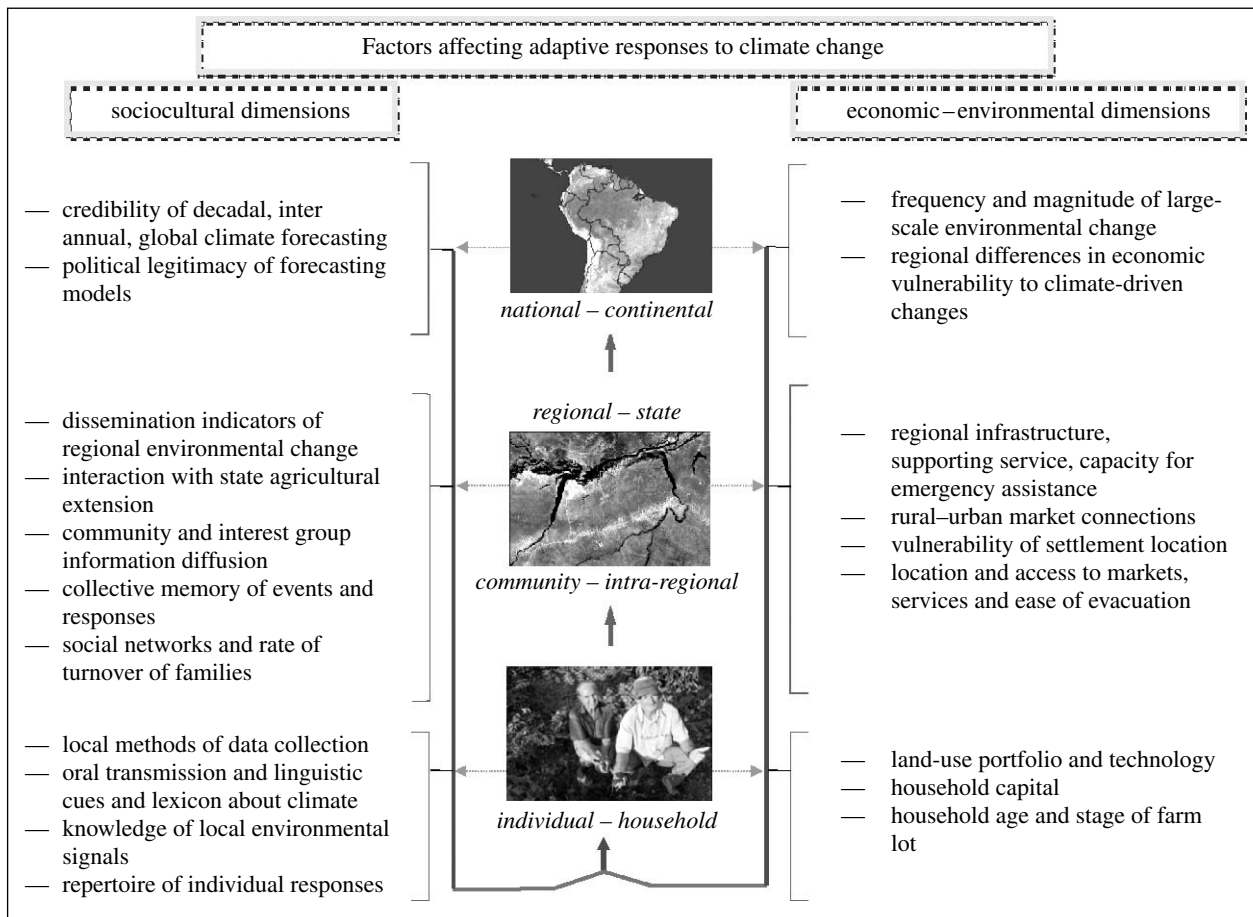 Factors affecting adaptive responses to climate change
sociocultural dimensions
economic–environmental dimensions
— credibility of decadal, inter
annual, global climate forecasting
— political legitimacy of forecasting
models
national – continental
— frequency and magnitude of large-
scale environmental change
— regional differences in economic
vulnerability to climate-driven
changes
— dissemination indicators of
regional environmental change
— interaction with state agricultural
extension
— community and interest group
information diffusion
— collective memory of events and
responses
— social networks and rate of
turnover of families
regional – state
community – intra-regional
— regional infrastructure,
supporting service, capacity for
emergency assistance
— rural–urban market connections
— vulnerability of settlement location
— location and access to markets,
services and ease of evacuation
— local methods of data collection
— oral transmission and linguistic
cues and lexicon about climate
— knowledge of local environmental
signals
— repertoire of individual responses
individual – household
— land-use portfolio and technology
— household capital
— household age and stage of farm
lot